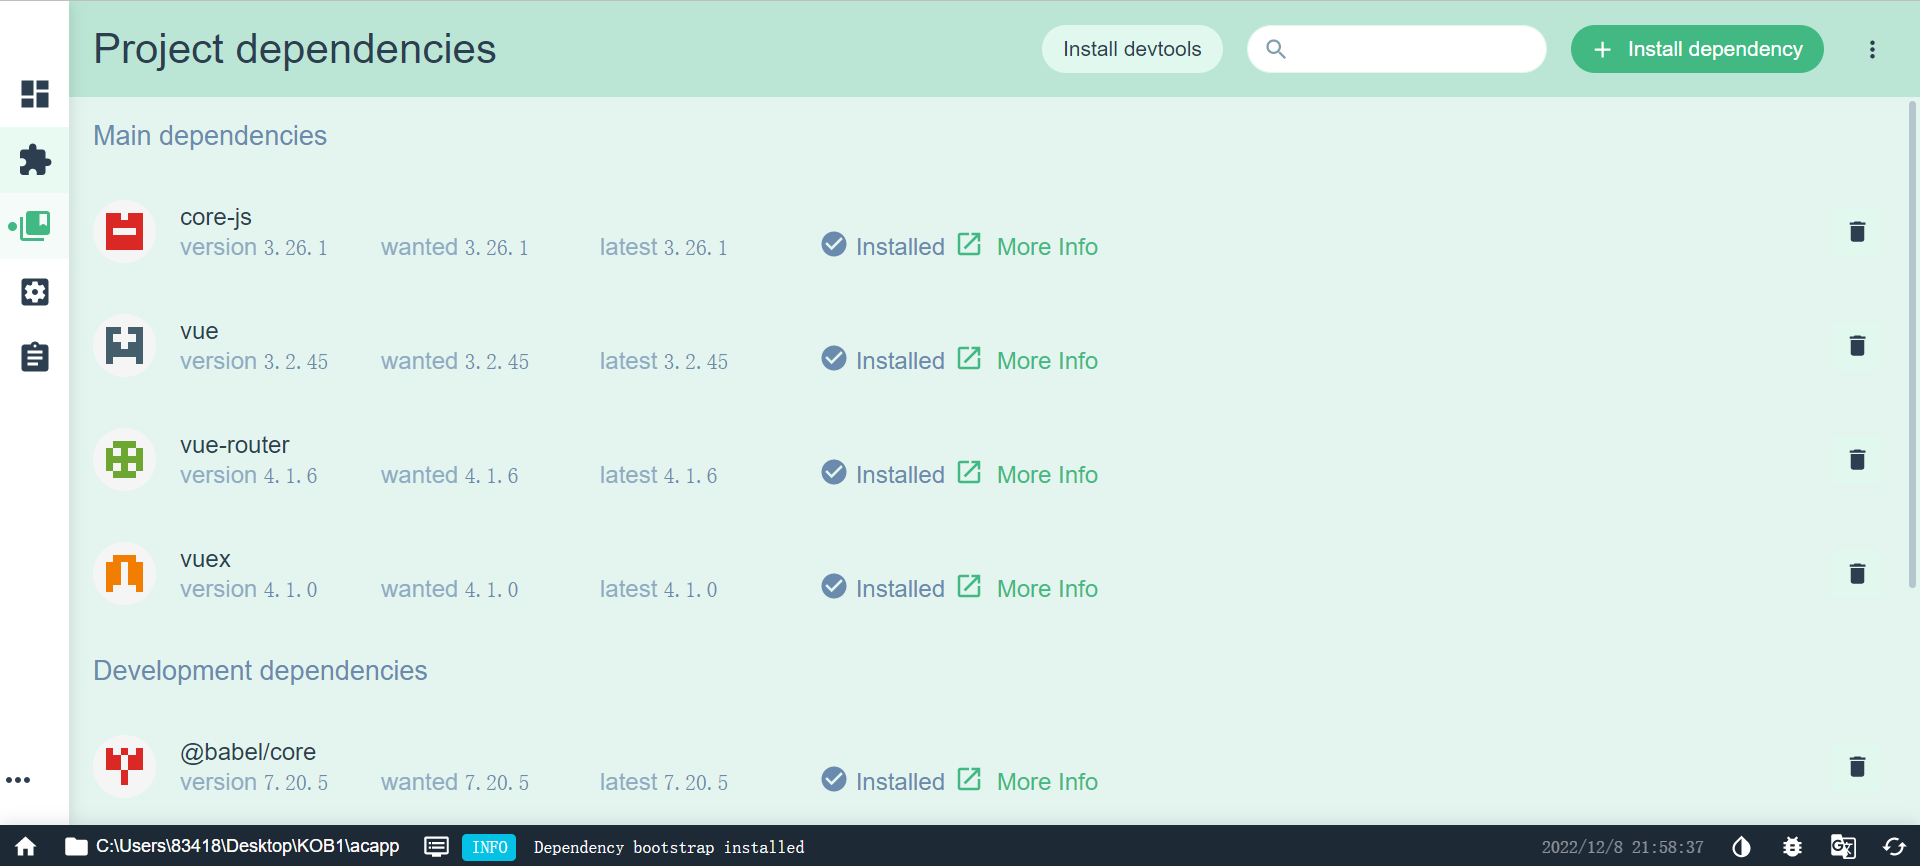 Project dependencies
Install devtools
Install dependency
Main dependencies
core-js
version 3.26.1 wanted 3.26.1 latest 3.26.1 Installed More Info
vue
version 3.2.45 wanted 3.2.45 latest 3.2.45 Installed More Info
vue-router
version 4.1.6 wanted 4.1.6 latest 4.1.6 Installed More Info
vuex
version 4.1.0 wanted 4.1.0 latest 4.1.0 Installed More Info
Development dependencies
@babel/core
version 7.20.5 wanted 7.20.5 latest 7.20.5 Installed More Info
C:\Users\83418\Desktop\KOB1\acapp INFO Dependency bootstrap installed 2022/12/8 21:58:37